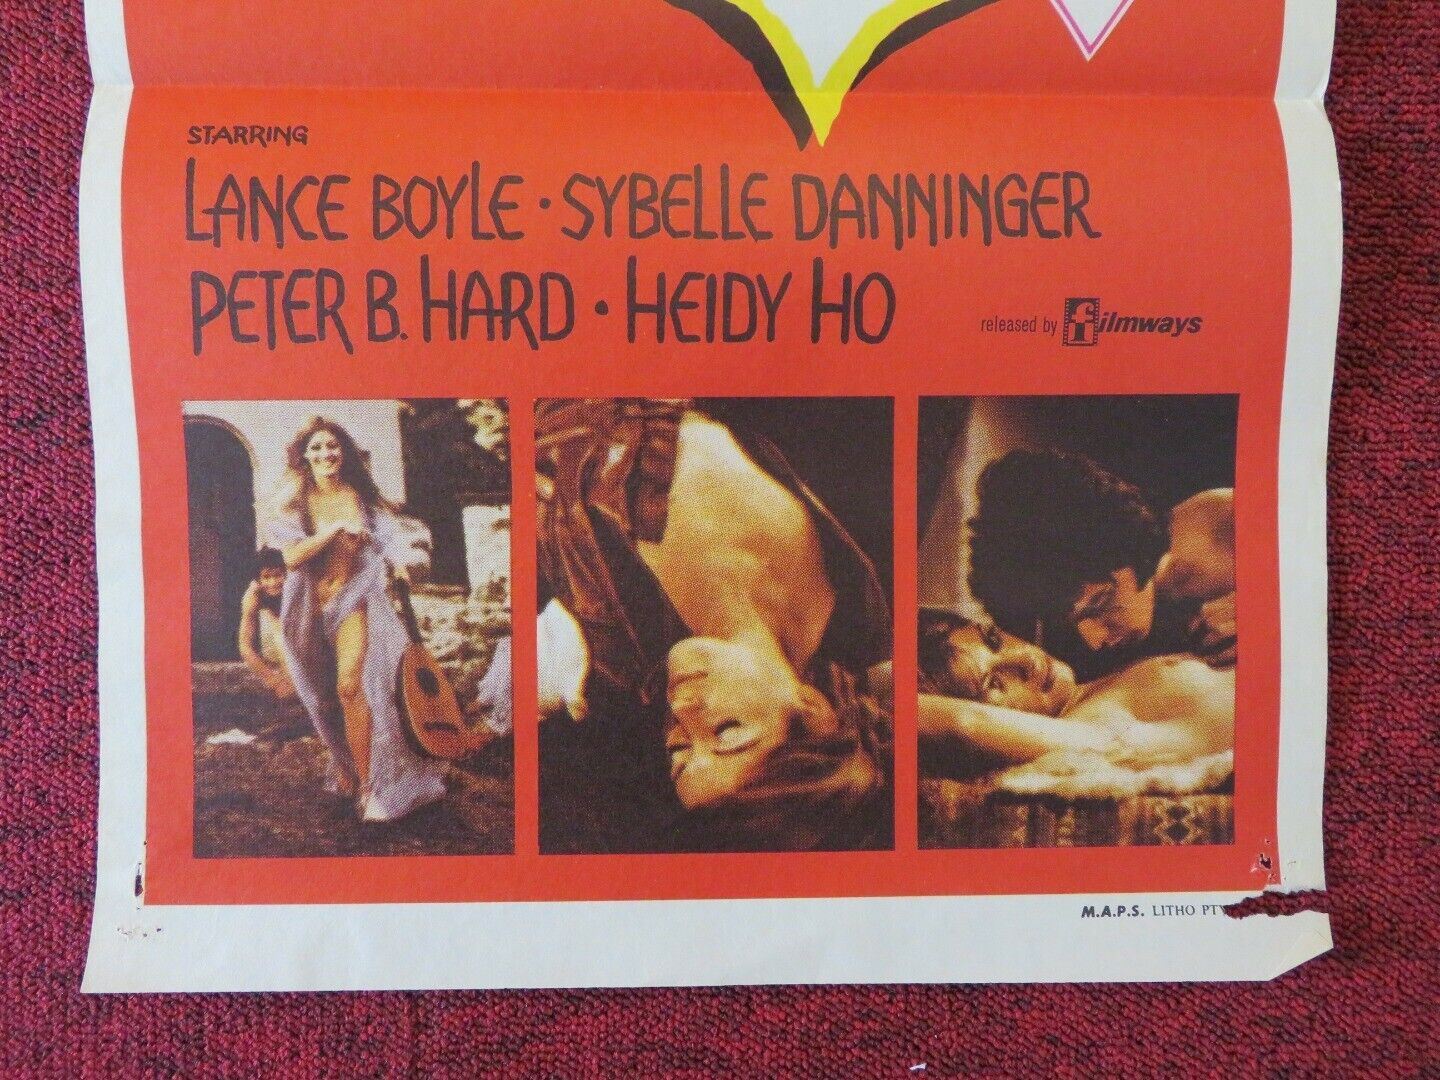 STARRING
LANCE BOYLE · SYBELLE DANNINGER
PETER B. HARD · HEIDY HO
released by filmways
M.A.P.S. LITHO PTY